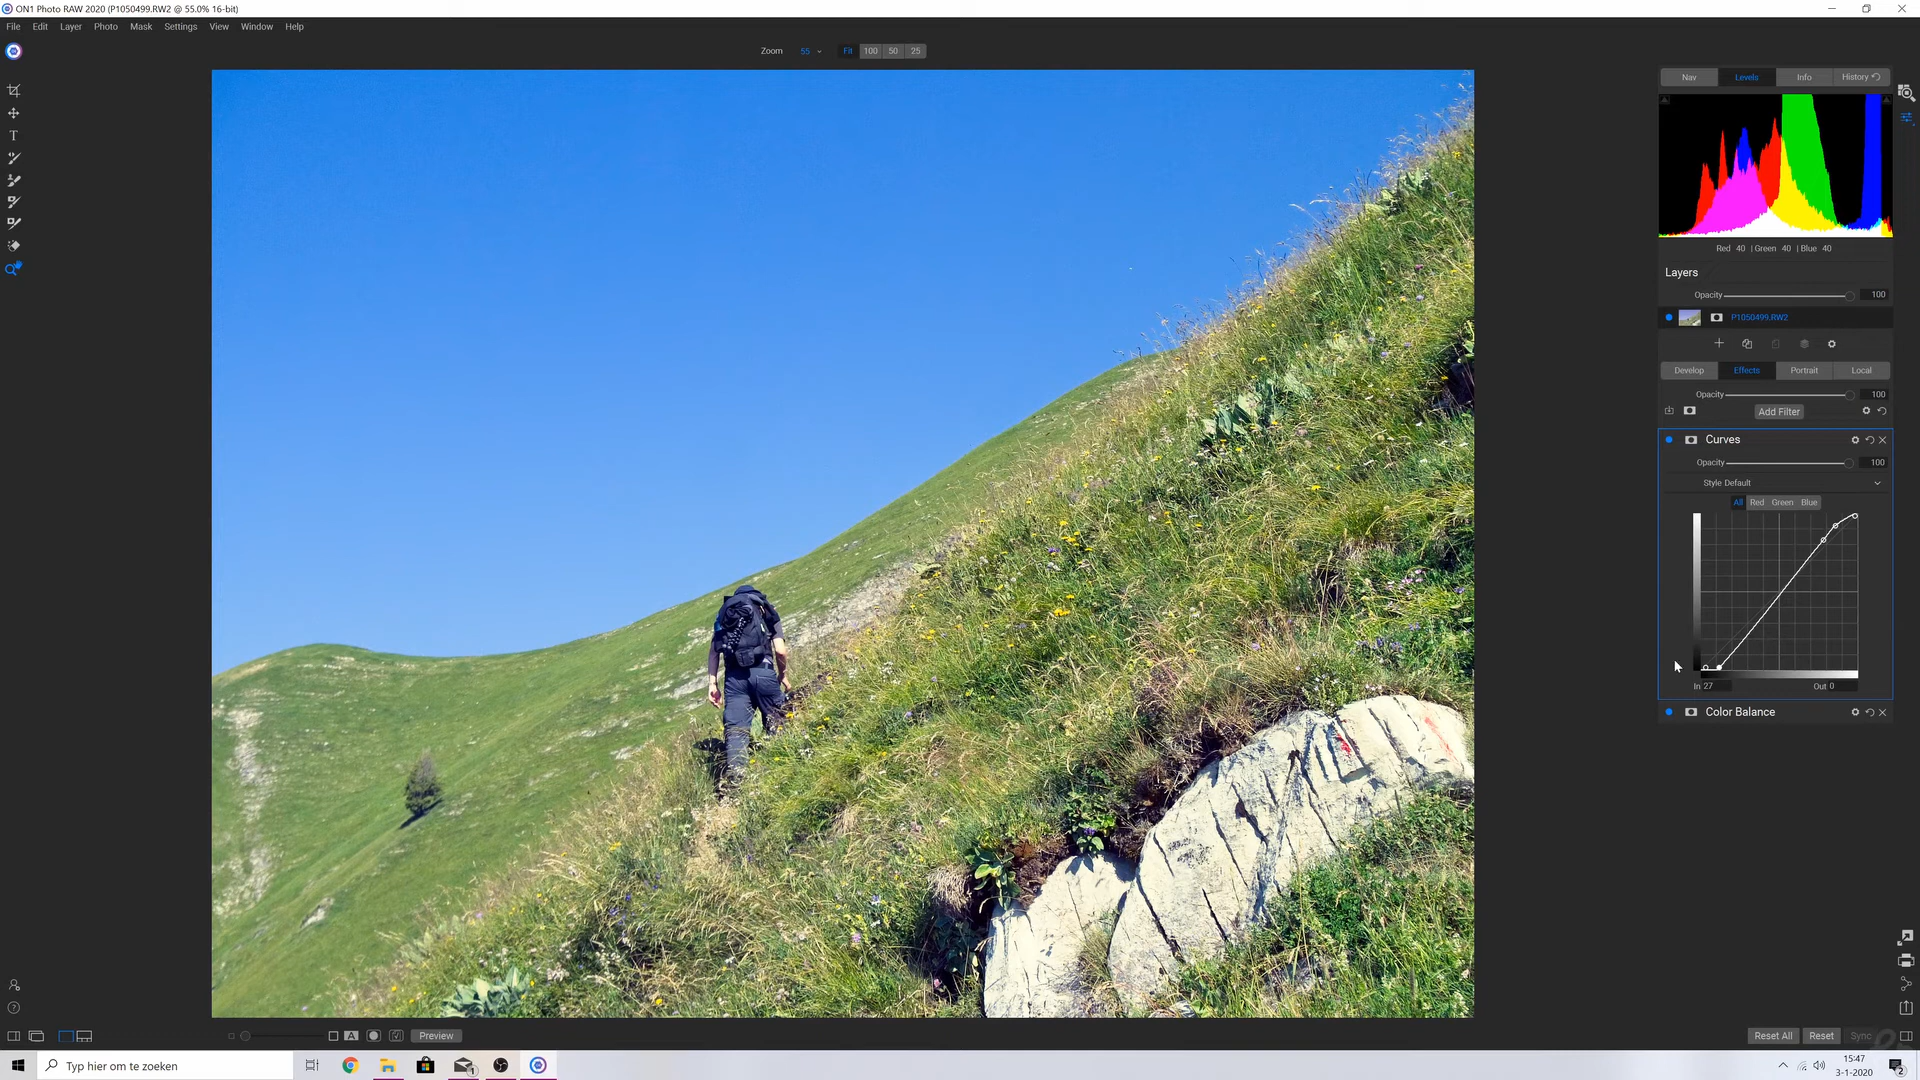 ON1 Photo RAW 2020 (P1050499.RW2 @ 55.0% 16-bit)
File Edit Layer Photo Mask Settings View Window Help
Zoom 55 Fit 100 50 25
Nav Levels Info History
Red 40 | Green 40 | Blue 40
Layers
Opacity 100
P1050499.RW2
Develop Effects Portrait Local
Opacity 100
Add Filter
Curves
Opacity 100
Style Default
All Red Green Blue
In 27 Out 0
Color Balance
A Preview
Reset All Reset Sync
Typ hier om te zoeken
1
15:47
3-1-2020
2